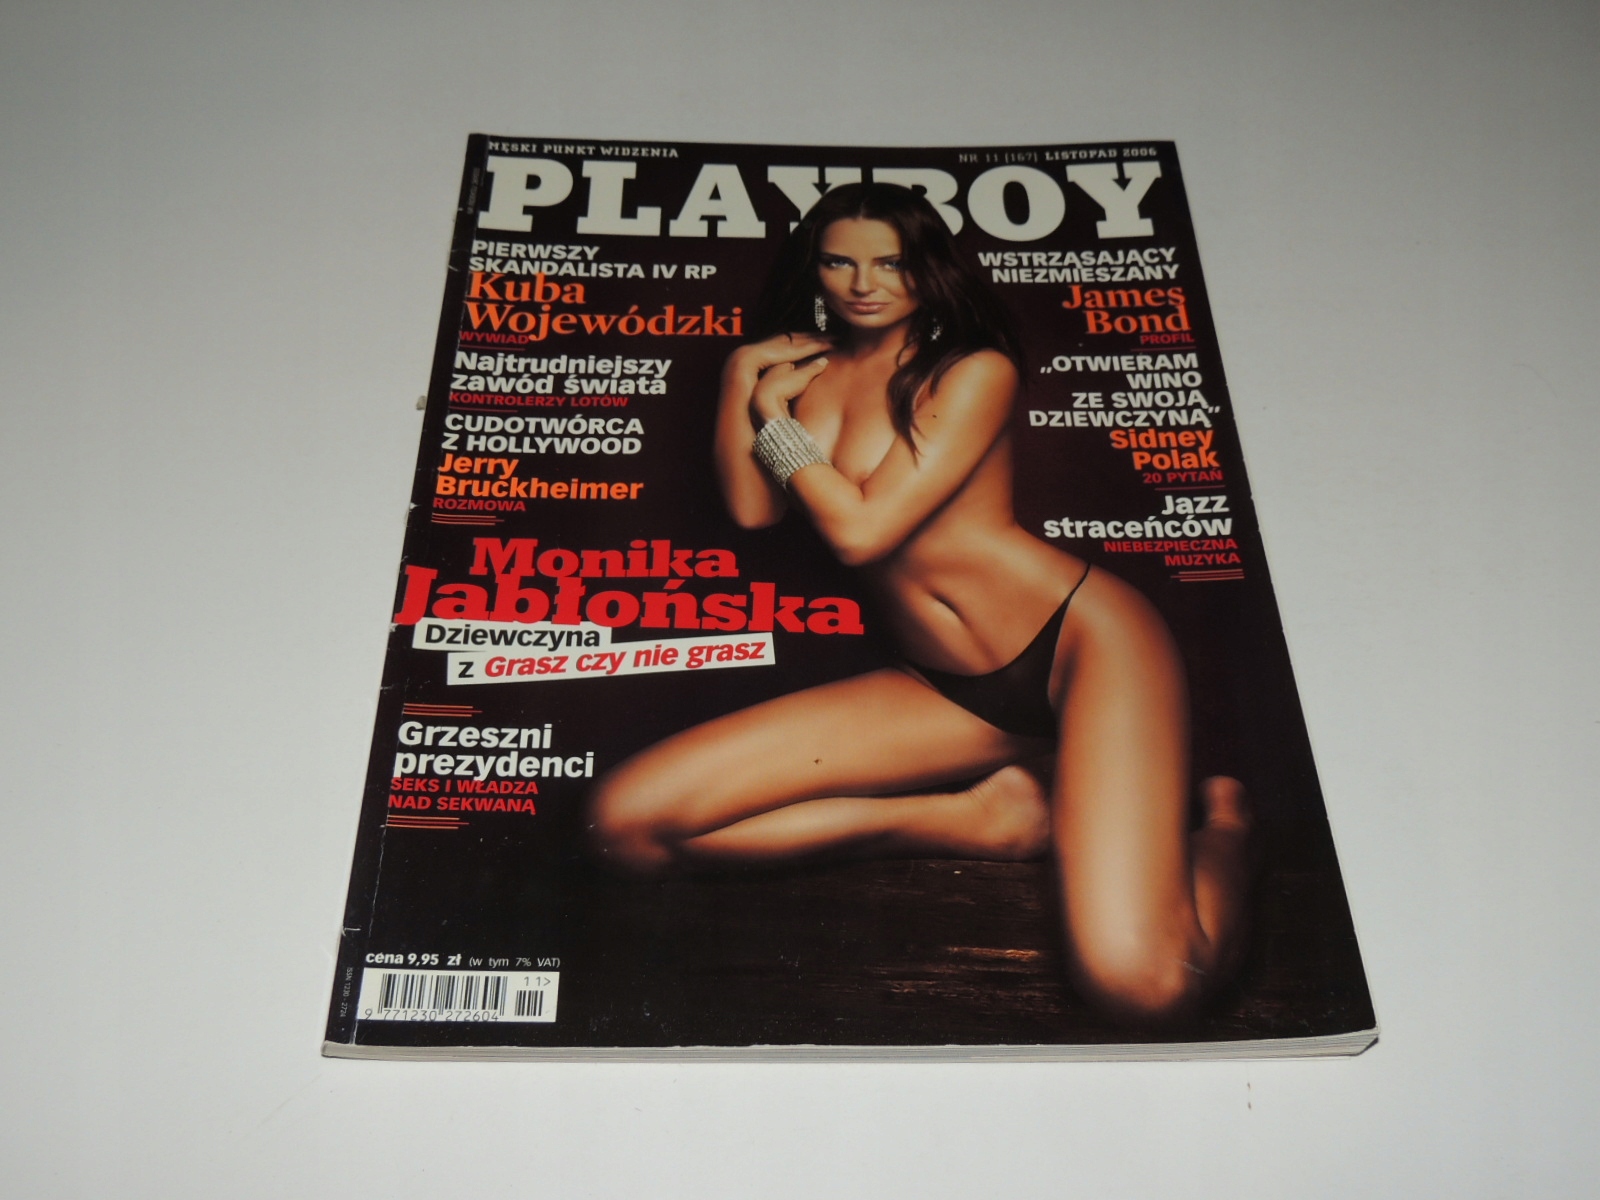 MĘSKI PUNKT WIDZENIA
NR 11 (167) LISTOPAD 2006
PLAYBOY
PIERWSZY
SKANDALISTA IV RP
Kuba
Wojewódzki
WYWIAD
Najtrudniejszy
zawód świata
KONTROLERZY LOTÓW
CUDOTWÓRCA
Z HOLLYWOOD
Jerry
Bruckheimer
ROZMOWA
Monika
Jabłońska
Dziewczyna
z Grasz czy nie grasz
Grzeszni
prezydenci
SEKS I WŁADZA
NAD SEKWANĄ
WSTRZĄSAJĄCY
NIEZMIESZANY
James
Bond
PROFIL
„OTWIERAM
WINO
ZE SWOJĄ
DZIEWCZYNĄ”
Sidney
Polak
20 PYTAŃ
Jazz
straceńców
NIEBEZPIECZNA
MUZYKA
cena 9,95 zł (w tym 7% VAT)
11>
9 771230 272604
ISSN 1230-2724